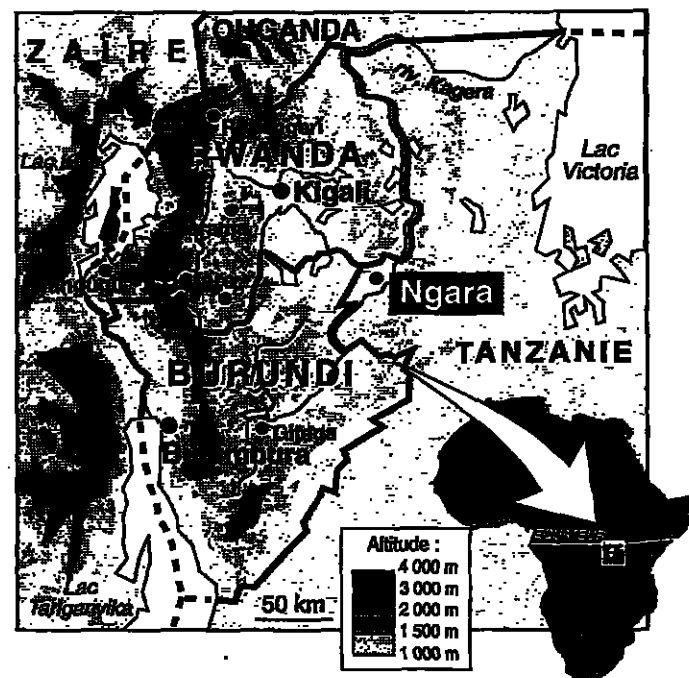 OUGANDA
ZAIRE
riv. Kagera
RWANDA
Lac
Victoria
Kigali
Ngara
TANZANIE
BURUNDI
Gitega
Bujumbura
Lac
Tanganyika
50 km
Altitude :
4 000 m
3 000 m
2 000 m
1 500 m
1 000 m